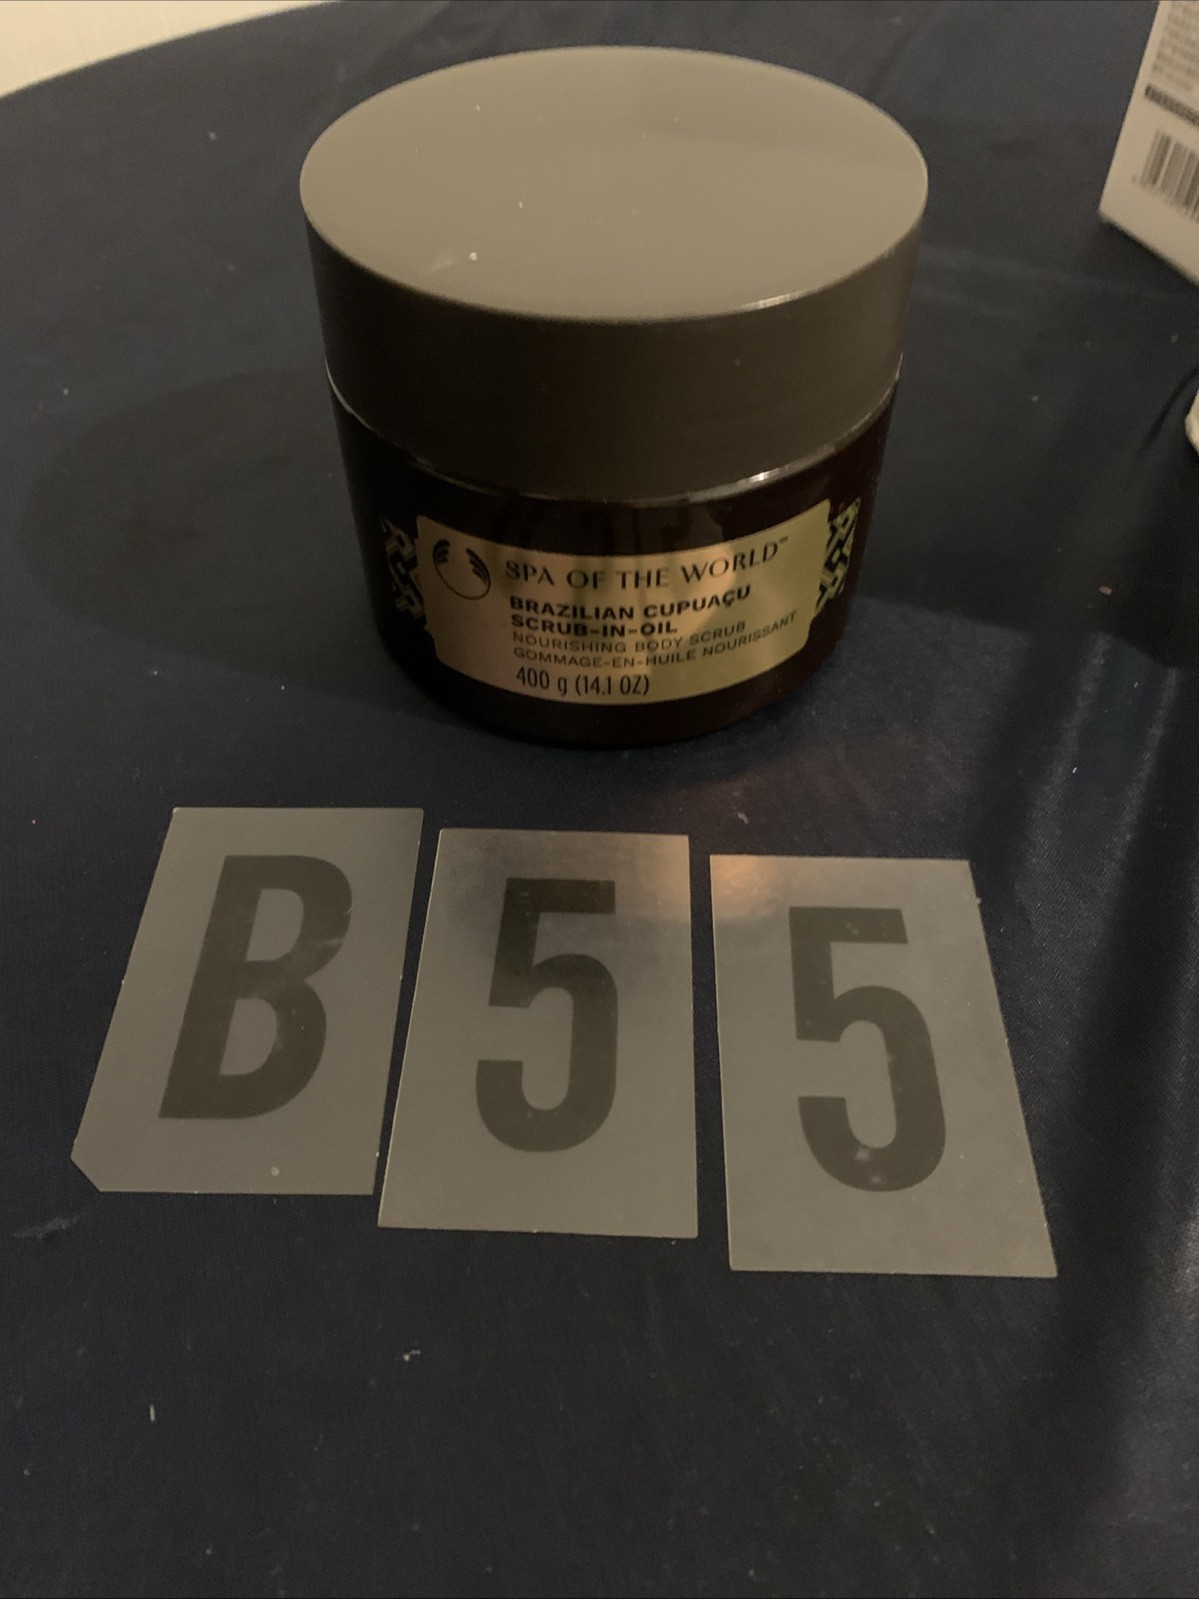 SPA OF THE WORLD™
BRAZILIAN CUPUAÇU
SCRUB-IN-OIL
NOURISHING BODY SCRUB
GOMMAGE-EN-HUILE NOURISSANT
400 g (14.1 OZ)
B 5 5